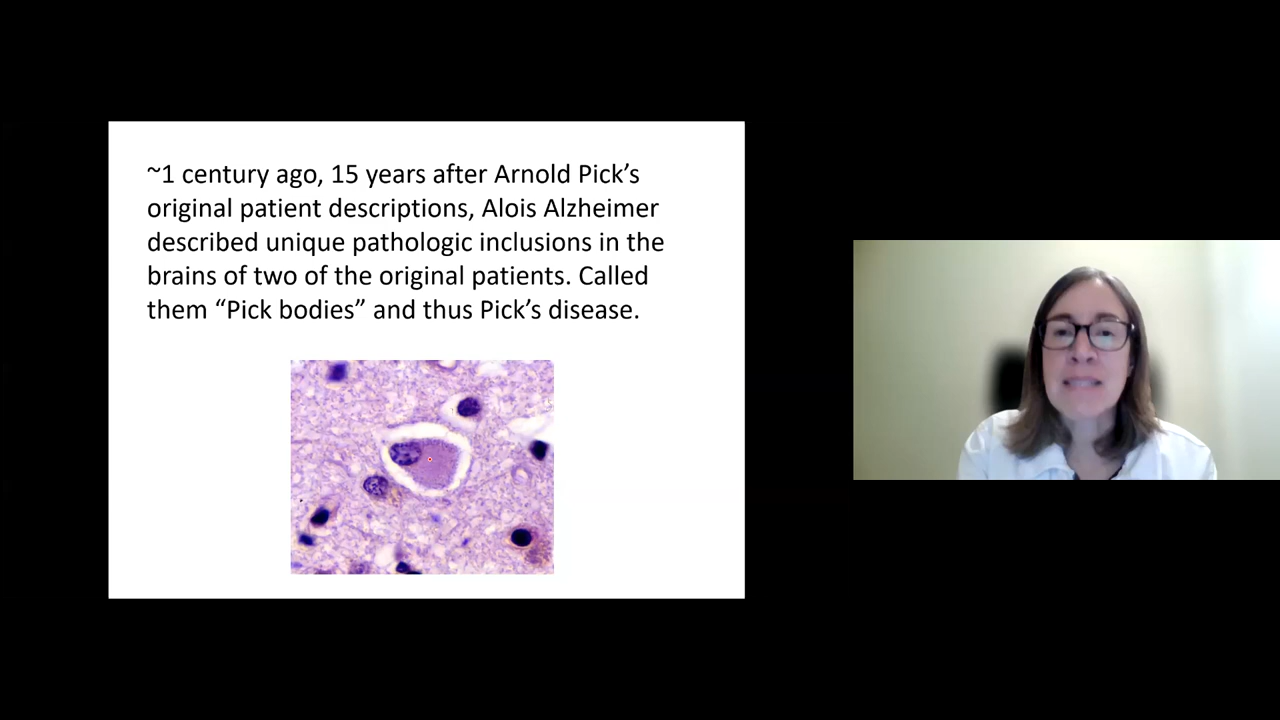 ~1 century ago, 15 years after Arnold Pick’s
original patient descriptions, Alois Alzheimer
described unique pathologic inclusions in the
brains of two of the original patients. Called
them “Pick bodies” and thus Pick’s disease.